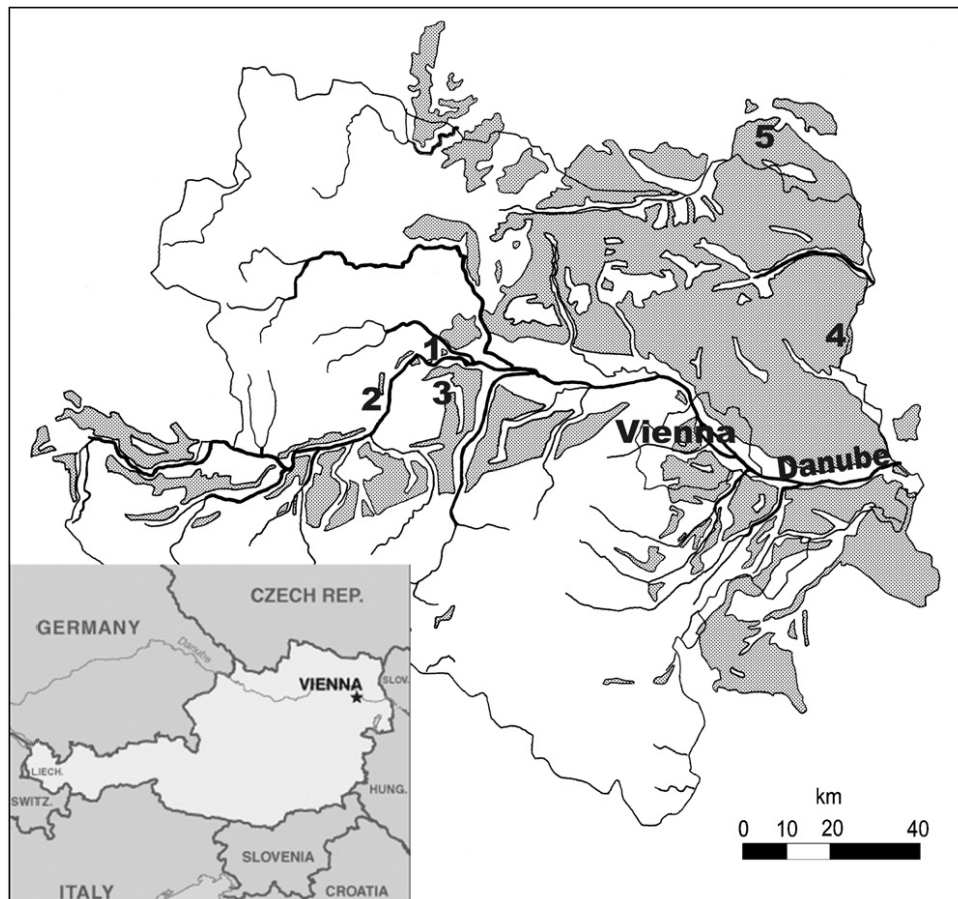 5
4
1
2
3
Vienna
Danube
CZECH REP.
GERMANY
Danube
VIENNA
SLOV.
LIECH.
SWITZ.
HUNG.
SLOVENIA
ITALY
CROATIA
km
0 10 20 40